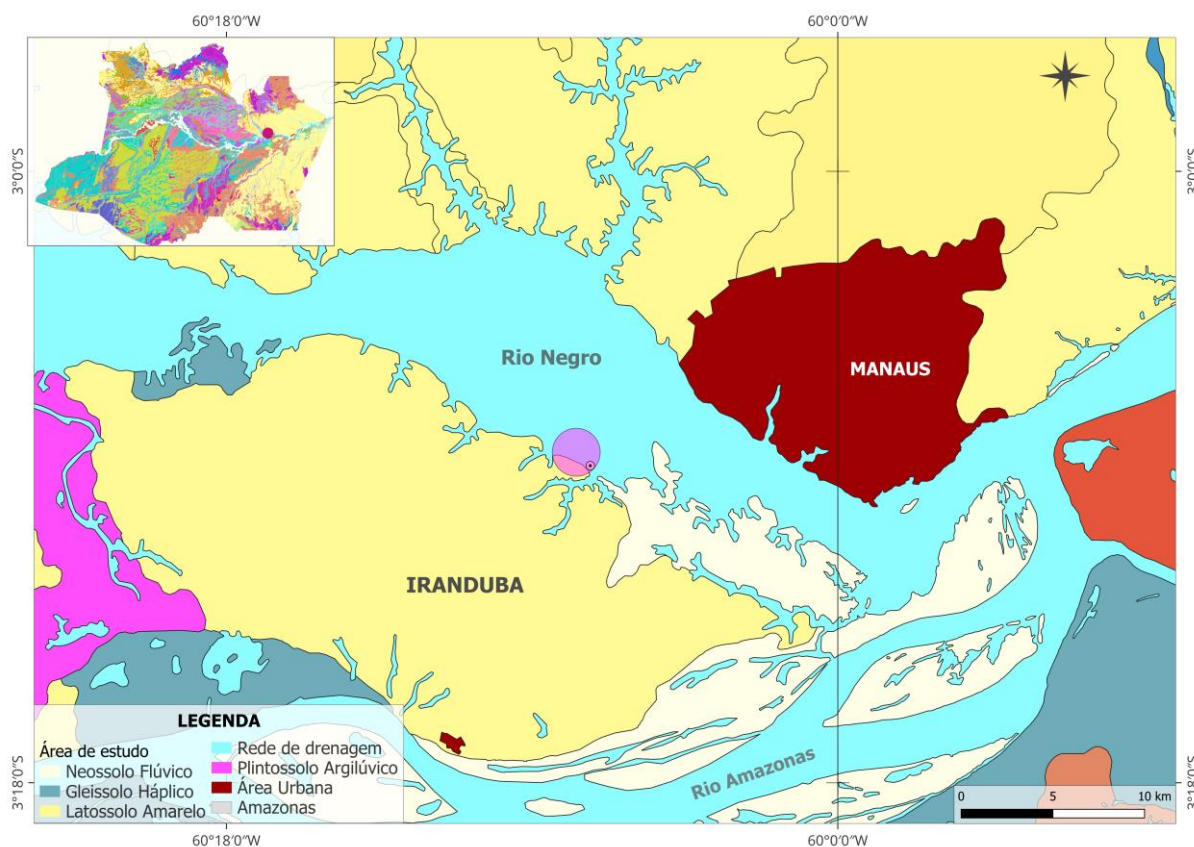 60°18'0"W
60°0'0"W
3°0'0"S
3°0'0"S
Rio Negro
MANAUS
IRANDUBA
Rio Amazonas
LEGENDA
Área de estudo
Neossolo Flúvico
Gleissolo Háplico
Latossolo Amarelo
Rede de drenagem
Plintossolo Argilúvico
Área Urbana
Amazonas
0 5 10 km
3°18'0"S
3°18'0"S
60°18'0"W
60°0'0"W